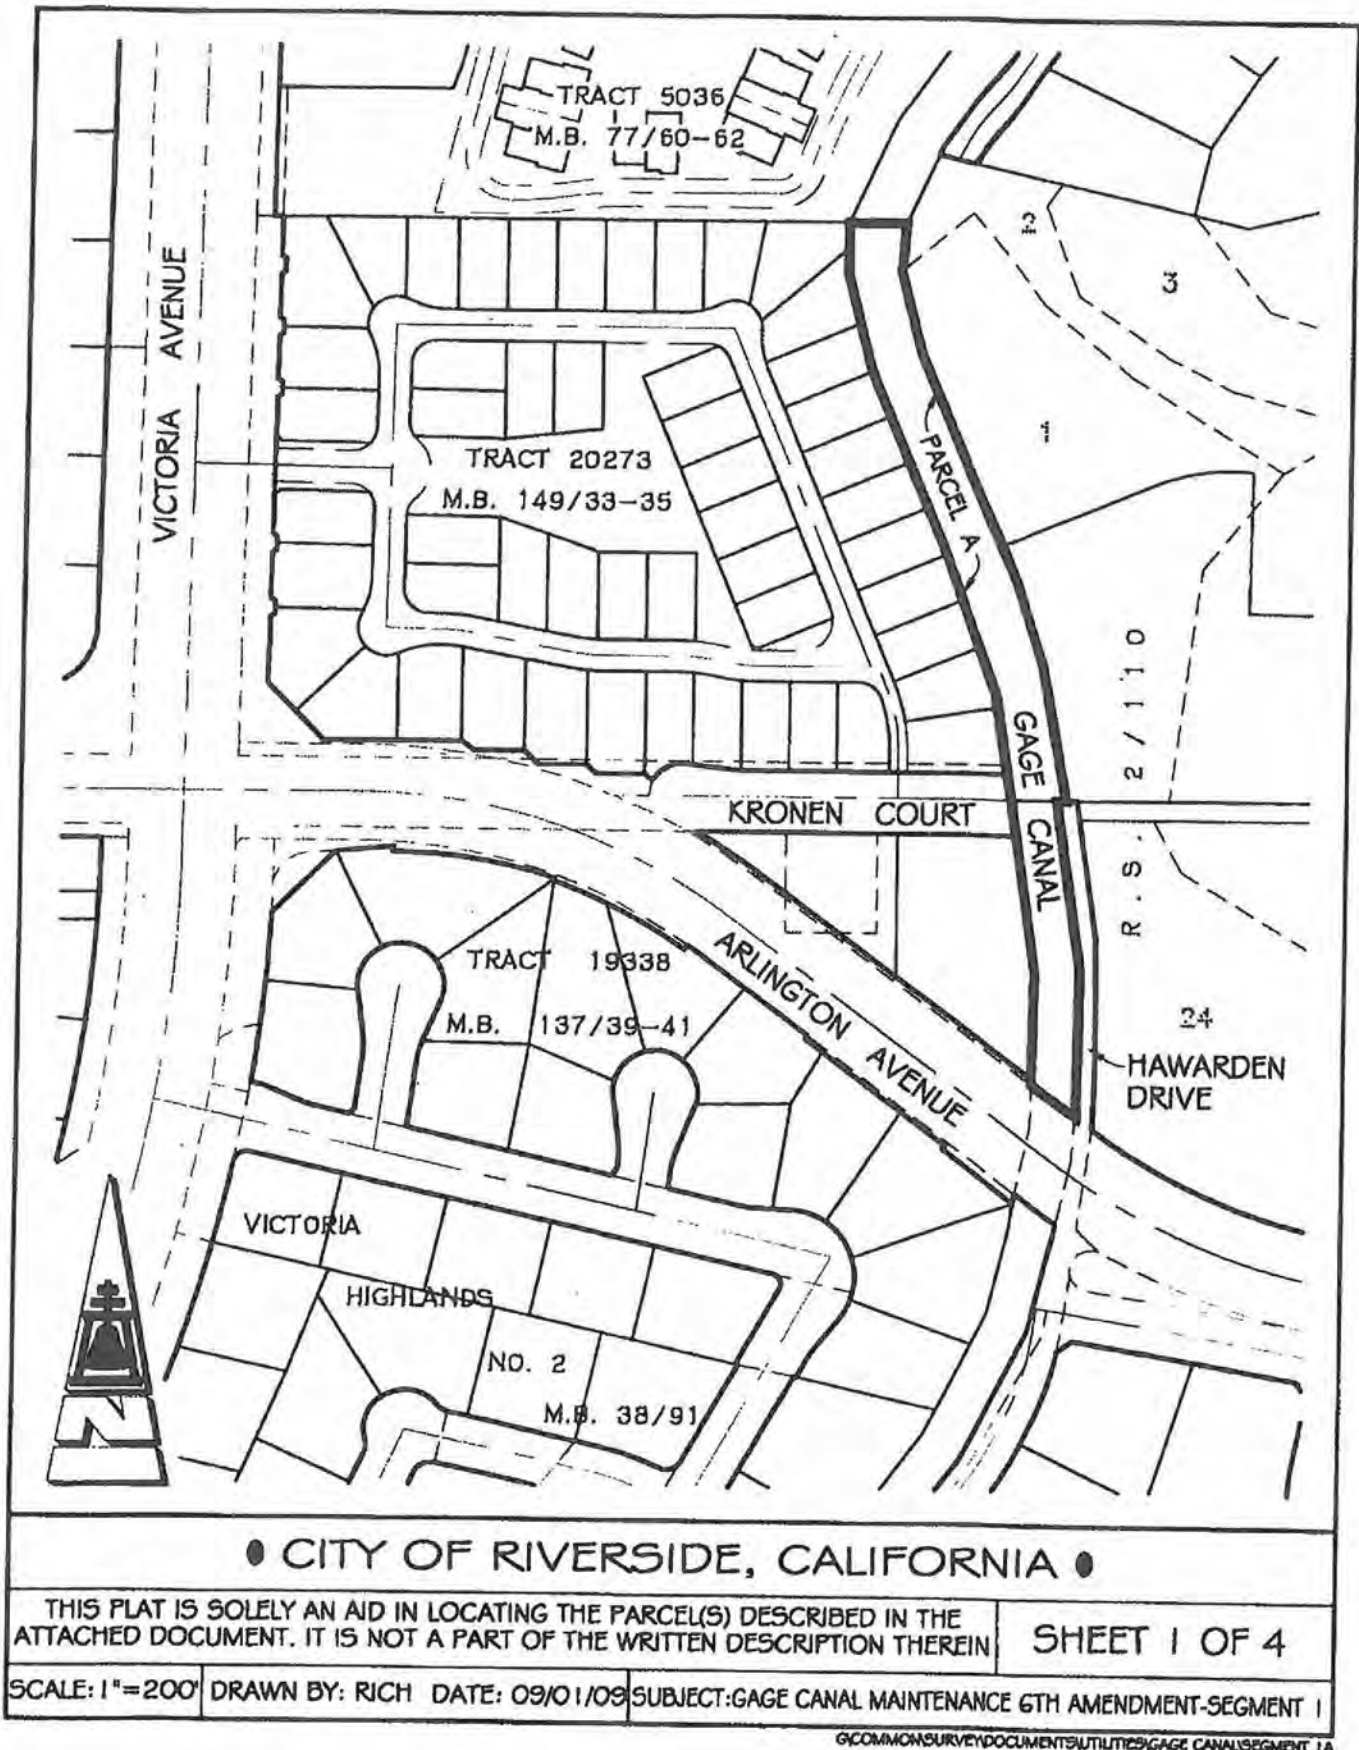 TRACT 5036
M.B. 77/60-62
3
VICTORIA AVENUE
PARCEL A
TRACT 20273
M.B. 149/33-35
R.S. 2/110
GAGE CANAL
KRONEN COURT
TRACT 19338
M.B. 137/39-41
ARLINGTON AVENUE
24
HAWARDEN
DRIVE
VICTORIA
HIGHLANDS
NO. 2
M.B. 38/91
N
CITY OF RIVERSIDE, CALIFORNIA
THIS PLAT IS SOLELY AN AID IN LOCATING THE PARCEL(S) DESCRIBED IN THE
ATTACHED DOCUMENT. IT IS NOT A PART OF THE WRITTEN DESCRIPTION THEREIN
SHEET 1 OF 4
SCALE: 1"=200' DRAWN BY: RICH DATE: 09/01/09 SUBJECT:GAGE CANAL MAINTENANCE 6TH AMENDMENT-SEGMENT 1